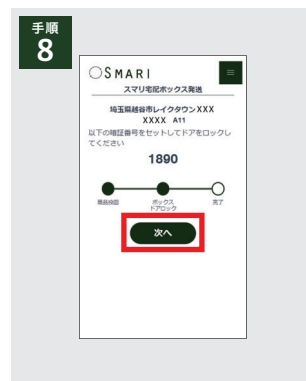 手順
8
SMARI
スマリ宅配ボックス発送
埼玉県越谷市レイクタウンXXX
XXXX A11
以下の暗証番号をセットしてドアをロックし
てください
1890
商品投函
ボックス
ドアロック
完了
次へ